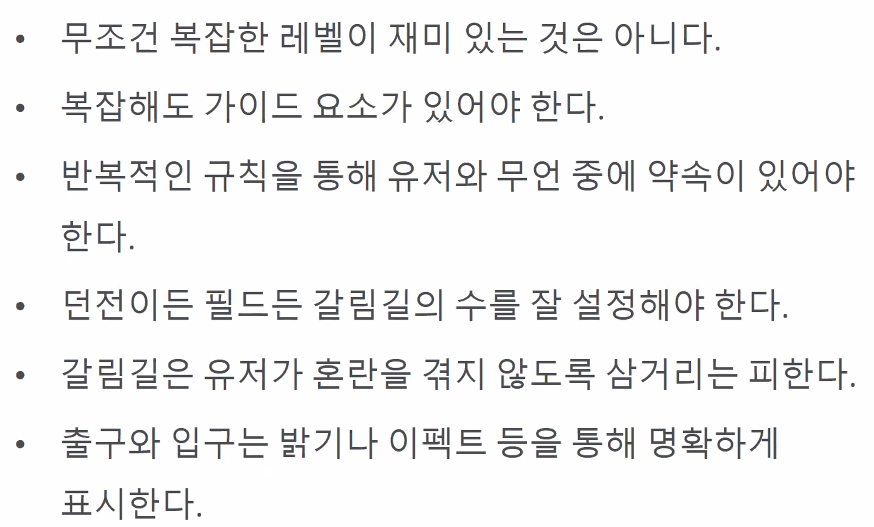 • 무조건 복잡한 레벨이 재미 있는 것은 아니다.
• 복잡해도 가이드 요소가 있어야 한다.
• 반복적인 규칙을 통해 유저와 무언 중에 약속이 있어야
한다.
• 던전이든 필드든 갈림길의 수를 잘 설정해야 한다.
• 갈림길은 유저가 혼란을 겪지 않도록 삼거리는 피한다.
• 출구와 입구는 밝기나 이펙트 등을 통해 명확하게
표시한다.